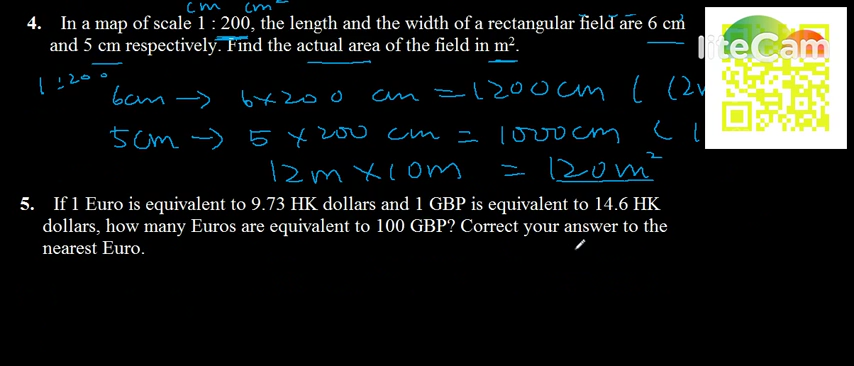 cm cm²
4. In a map of scale 1 : 200, the length and the width of a rectangular field are 6 cm
and 5 cm respectively. Find the actual area of the field in m².
liteCam
1:200
6cm → 6×200 cm = 1200cm (12
5cm → 5×200 cm = 1000cm (1
12m × 10m = 120m²
5. If 1 Euro is equivalent to 9.73 HK dollars and 1 GBP is equivalent to 14.6 HK
dollars, how many Euros are equivalent to 100 GBP? Correct your answer to the
nearest Euro.